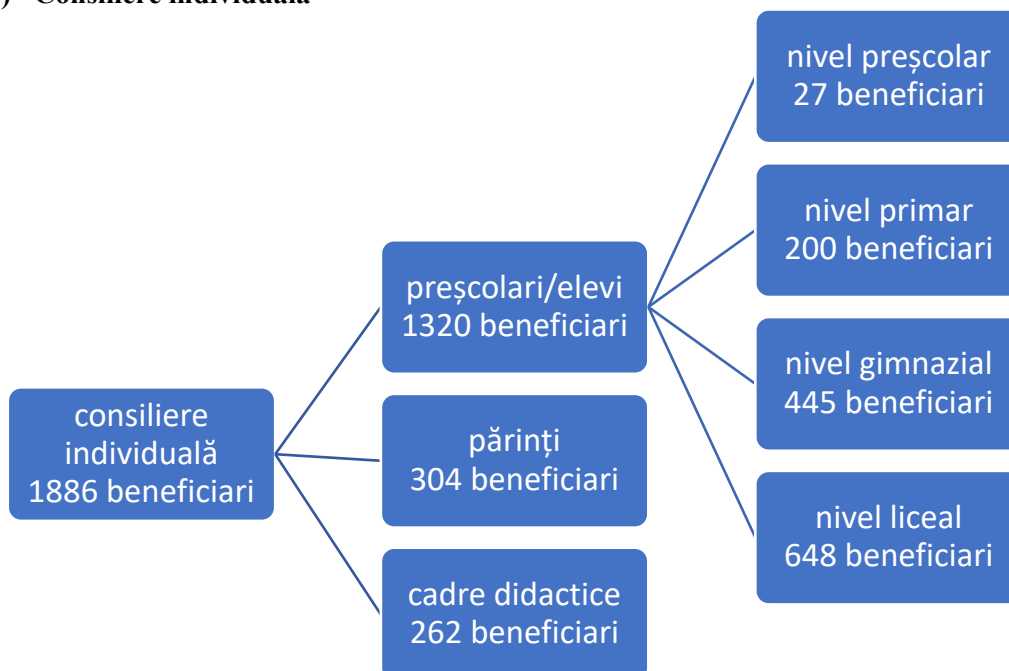 consiliere
individuală
1886 beneficiari
preșcolari/elevi
1320 beneficiari
părinți
304 beneficiari
cadre didactice
262 beneficiari
nivel preșcolar
27 beneficiari
nivel primar
200 beneficiari
nivel gimnazial
445 beneficiari
nivel liceal
648 beneficiari